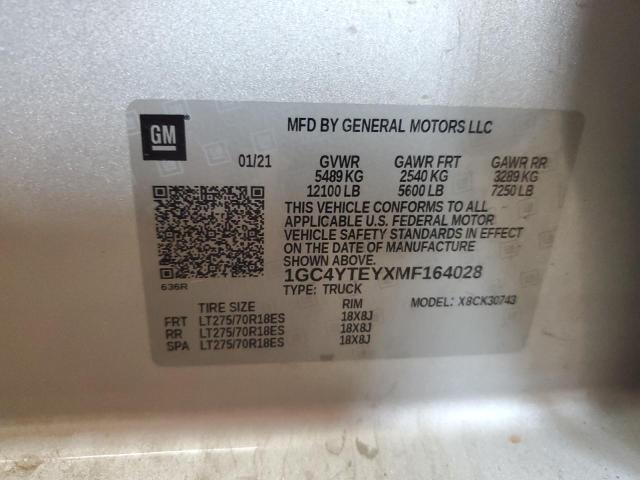 GM
MFD BY GENERAL MOTORS LLC
01/21 GVWR GAWR FRT GAWR RR
5489 KG 2540 KG 3289 KG
12100 LB 5600 LB 7250 LB
THIS VEHICLE CONFORMS TO ALL
APPLICABLE U.S. FEDERAL MOTOR
VEHICLE SAFETY STANDARDS IN EFFECT
ON THE DATE OF MANUFACTURE
SHOWN ABOVE.
1GC4YTEYXMF164028
636R
TYPE: TRUCK MODEL: X8CK30743
TIRE SIZE RIM
FRT LT275/70R18ES 18X8J
RR LT275/70R18ES 18X8J
SPA LT275/70R18ES 18X8J